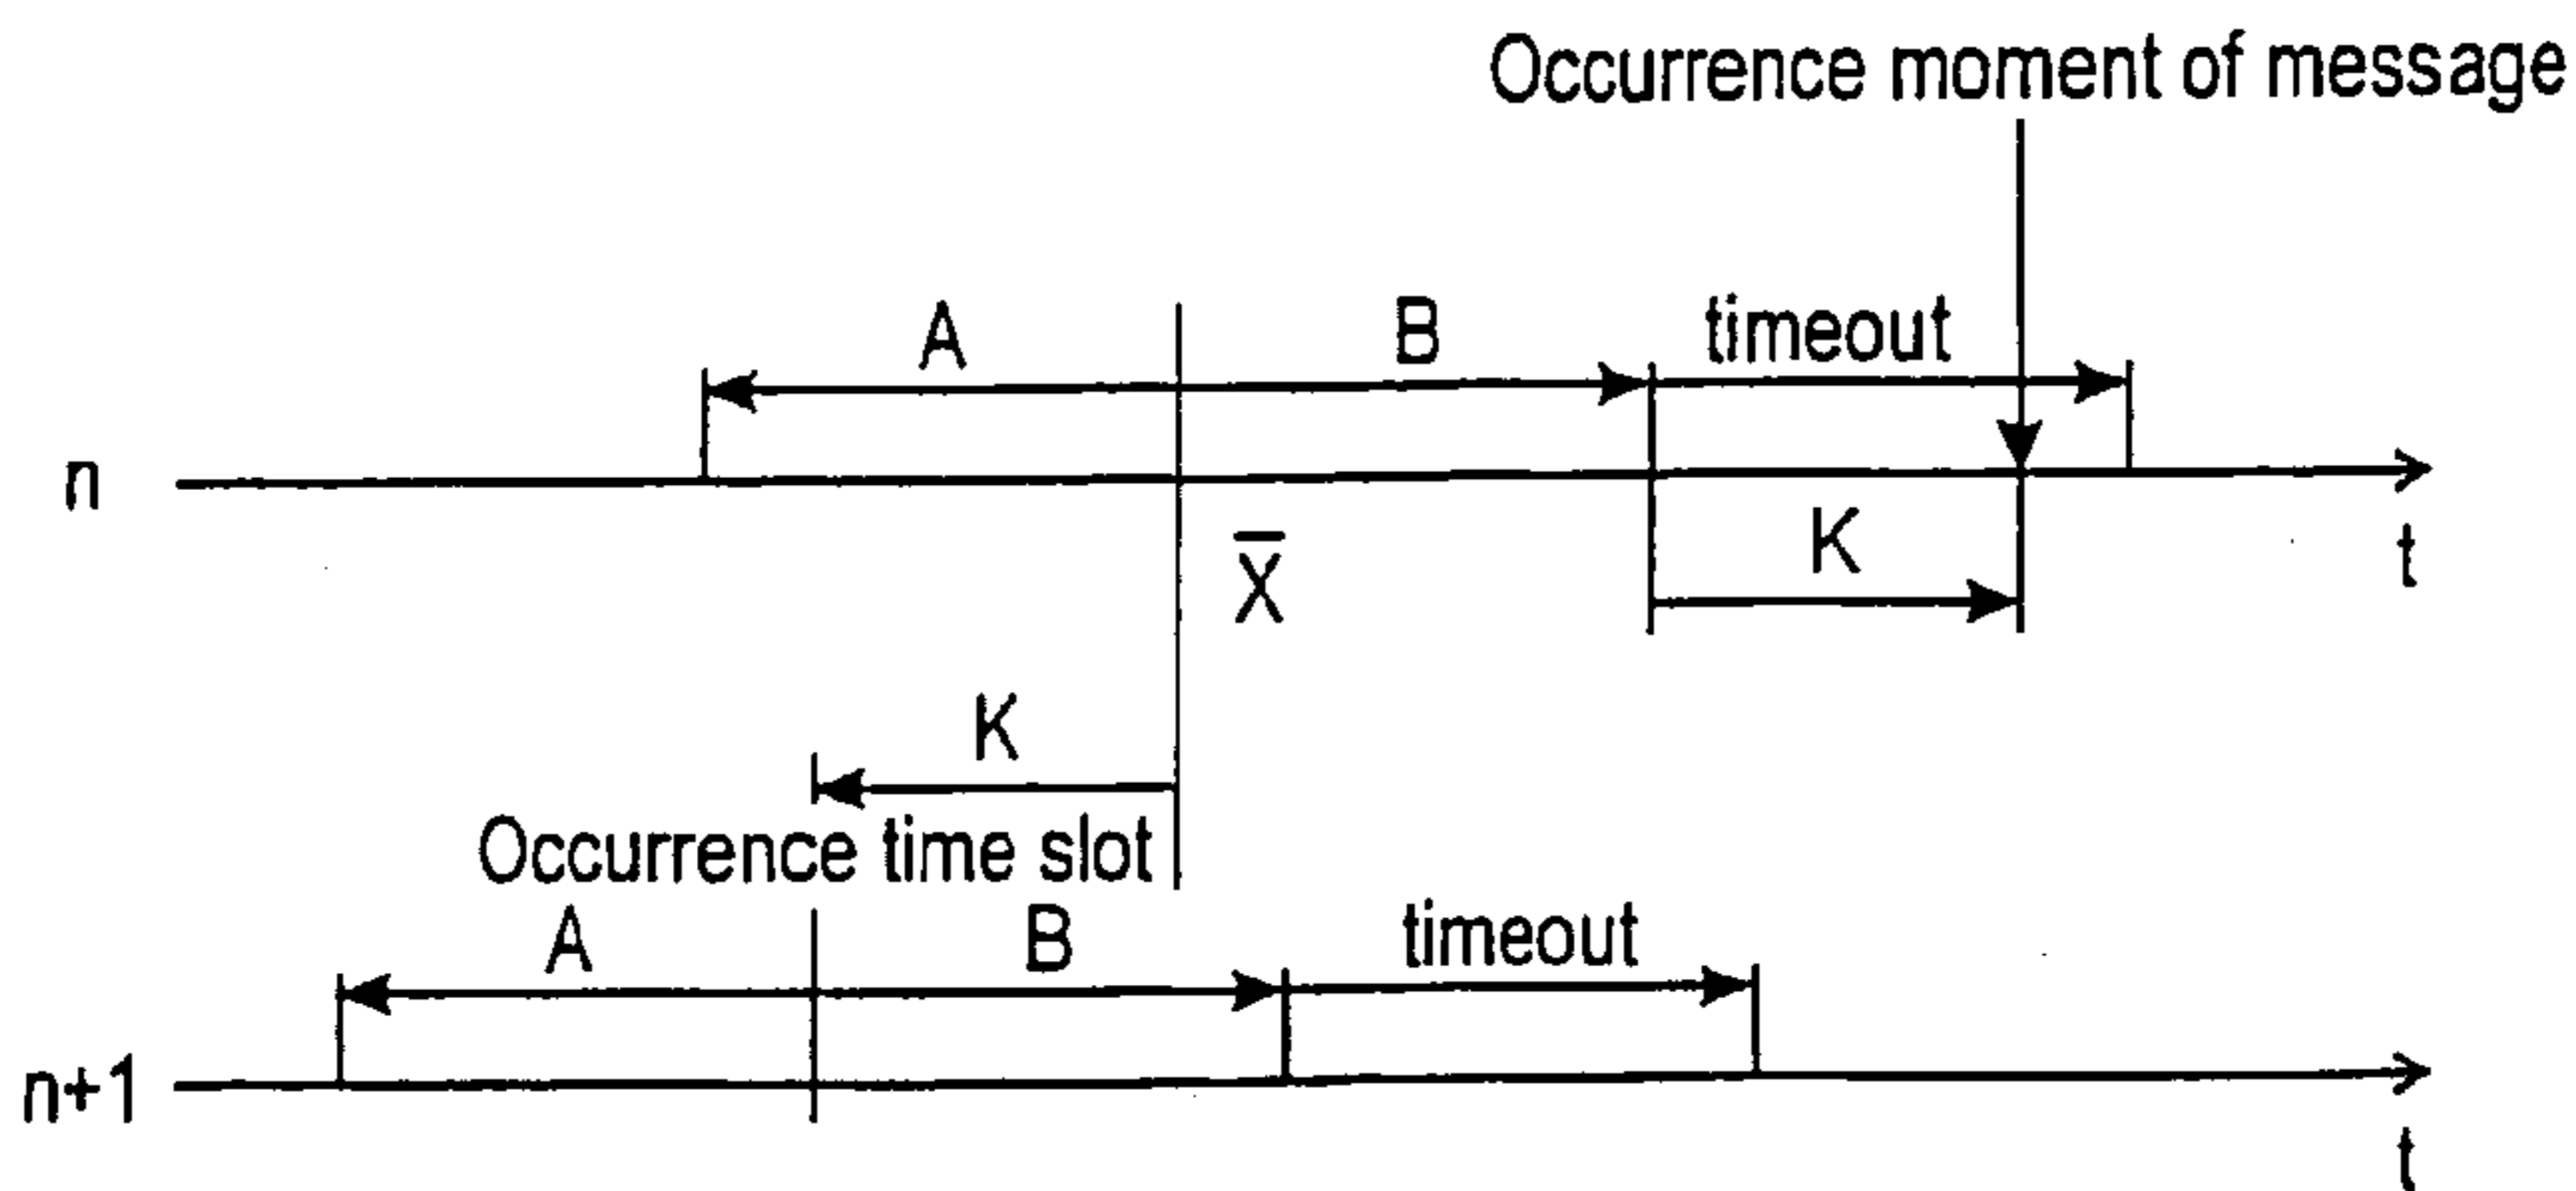 Occurrence moment of message
A B timeout
n
K
X̄
t
K
Occurrence time slot
A B timeout
n+1
t